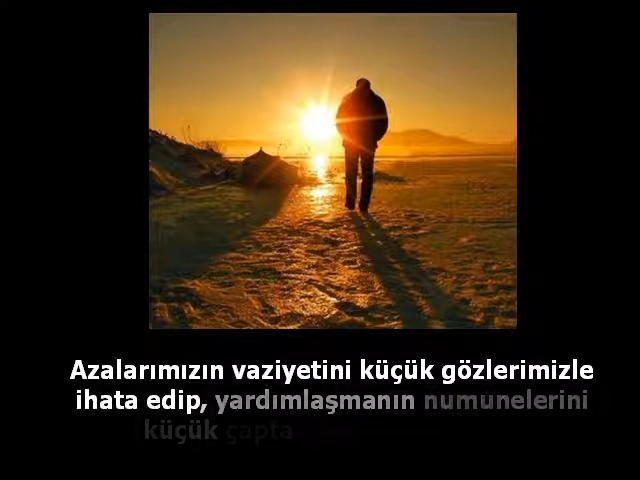 Azalarımızın vaziyetini küçük gözlerimizle
ihata edip, yardımlaşmanın numunelerini
küçük çapta